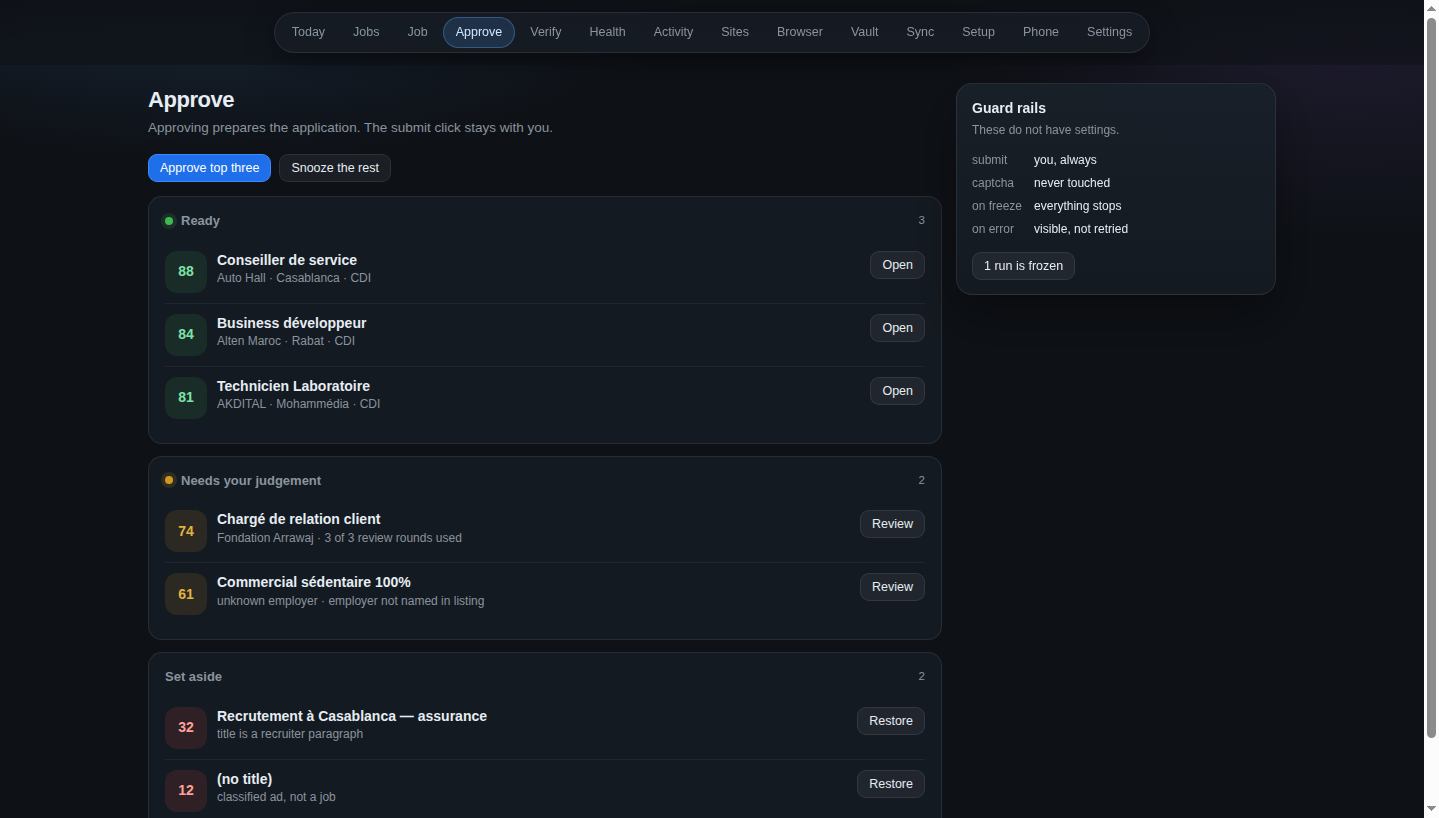 Today Jobs Job Approve Verify Health Activity Sites Browser Vault Sync Setup Phone Settings
Approve
Approving prepares the application. The submit click stays with you.
Approve top three Snooze the rest
Ready 3
88 Conseiller de service Open
Auto Hall · Casablanca · CDI
84 Business développeur Open
Alten Maroc · Rabat · CDI
81 Technicien Laboratoire Open
AKDITAL · Mohammédia · CDI
Needs your judgement 2
74 Chargé de relation client Review
Fondation Arrawaj · 3 of 3 review rounds used
61 Commercial sédentaire 100% Review
unknown employer · employer not named in listing
Set aside 2
32 Recrutement à Casablanca — assurance Restore
title is a recruiter paragraph
12 (no title) Restore
classified ad, not a job
Guard rails
These do not have settings.
submit you, always
captcha never touched
on freeze everything stops
on error visible, not retried
1 run is frozen